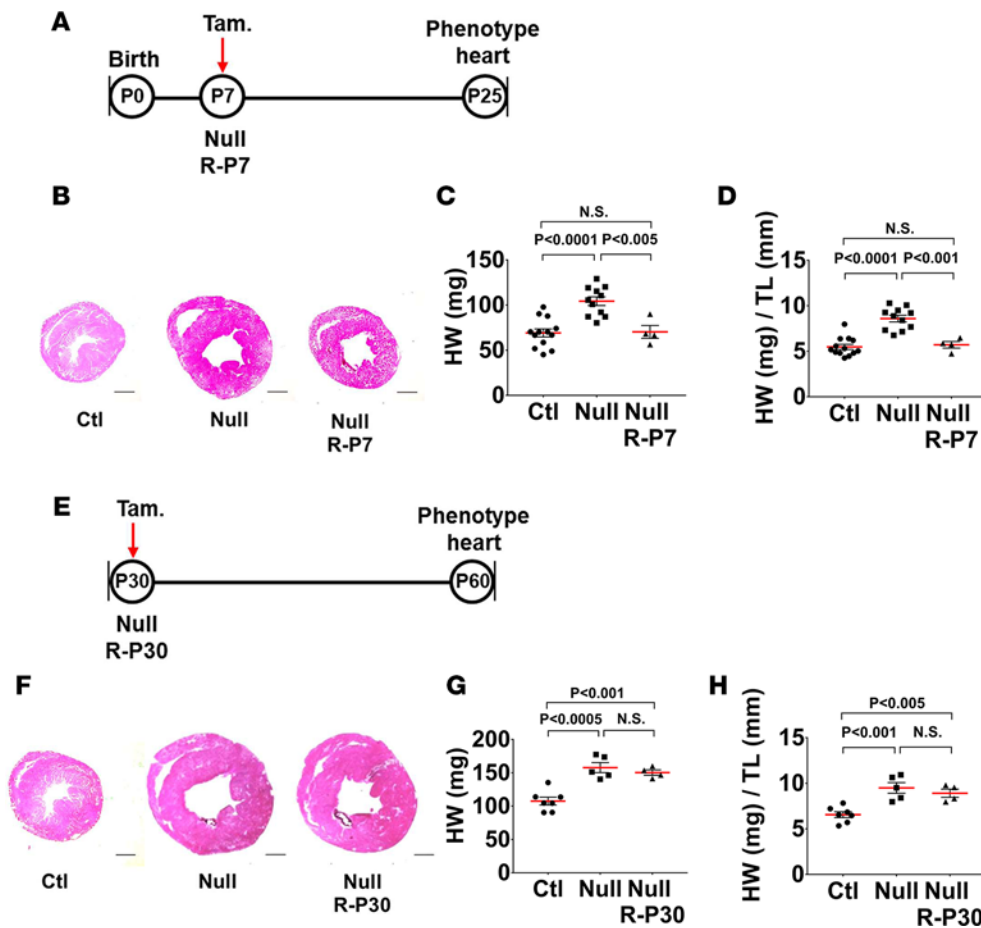 A
Tam.
Birth
Phenotype
heart
P0
P7
P25
Null
R-P7
B
Ctl
Null
Null
R-P7
C
N.S.
P<0.0001
P<0.005
HW (mg)
150
100
50
0
Ctl
Null
Null
R-P7
D
N.S.
P<0.0001
P<0.001
HW (mg) / TL (mm)
15
10
5
0
Ctl
Null
Null
R-P7
E
Tam.
Phenotype
heart
P30
P60
Null
R-P30
F
Ctl
Null
Null
R-P30
G
P<0.001
P<0.0005
N.S.
HW (mg)
200
150
100
50
0
Ctl
Null
Null
R-P30
H
P<0.005
P<0.001
N.S.
HW (mg) / TL (mm)
15
10
5
0
Ctl
Null
Null
R-P30